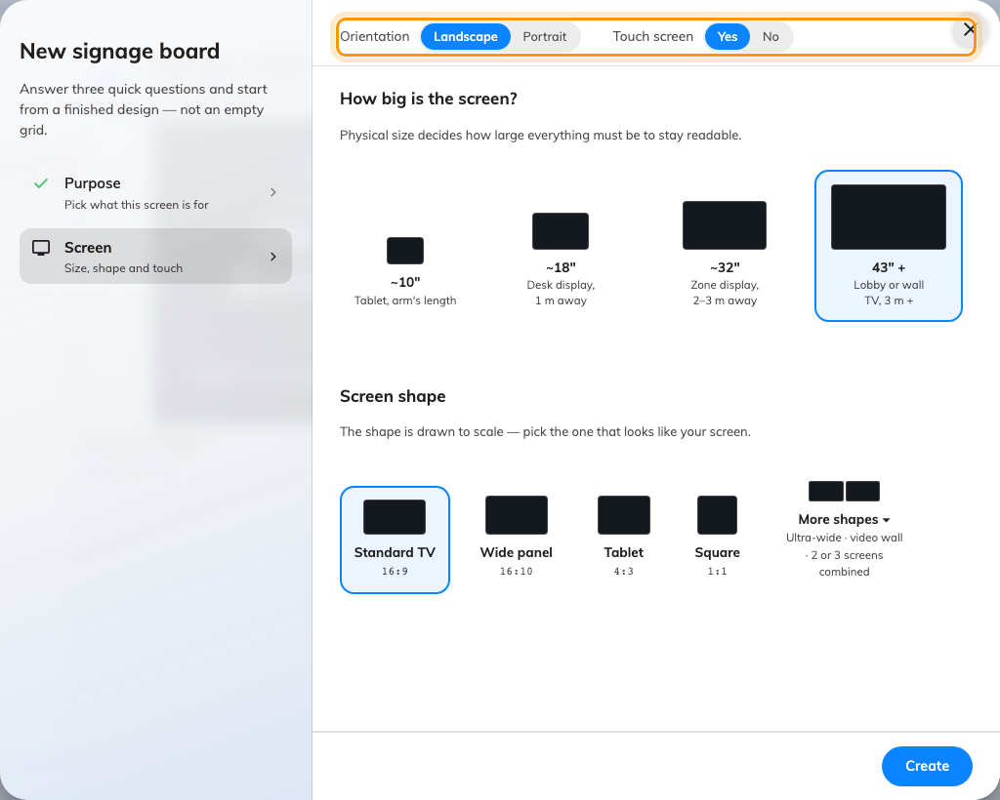 New signage board
Answer three quick questions and start
from a finished design — not an empty
grid.
Purpose
Pick what this screen is for
Screen
Size, shape and touch
Orientation Landscape Portrait Touch screen Yes No
How big is the screen?
Physical size decides how large everything must be to stay readable.
~10"
Tablet, arm's length
~18"
Desk display,
1 m away
~32"
Zone display,
2–3 m away
43" +
Lobby or wall
TV, 3 m +
Screen shape
The shape is drawn to scale — pick the one that looks like your screen.
Standard TV
16:9
Wide panel
16:10
Tablet
4:3
Square
1:1
More shapes
Ultra-wide · video wall
· 2 or 3 screens
combined
Create